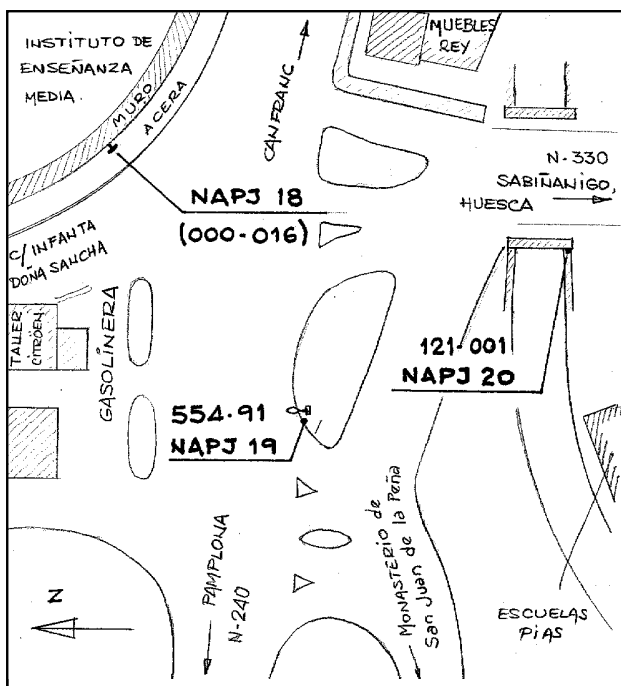 INSTITUTO DE
ENSEÑANZA
MEDIA.
MURO
ACERA
CANFRANC
MUEBLES
REY
N-330
SABIÑANIGO,
HUESCA
NAPJ 18
(000-016)
C/INFANTA
DOÑA SANCHA
TALLER
CITRÖEN
GASOLINERA
554-91
NAPJ 19
121-001
NAPJ 20
PAMPLONA
N-240
MONASTERIO de
San Juan de la Peña
ESCUELAS
PIAS
N